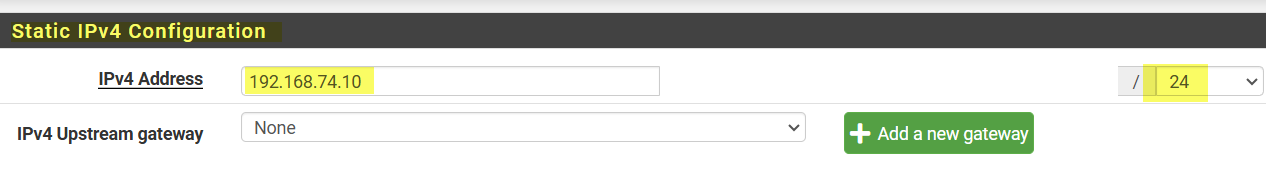 Static IPv4 Configuration
IPv4 Address 192.168.74.10 / 24
IPv4 Upstream gateway None Add a new gateway